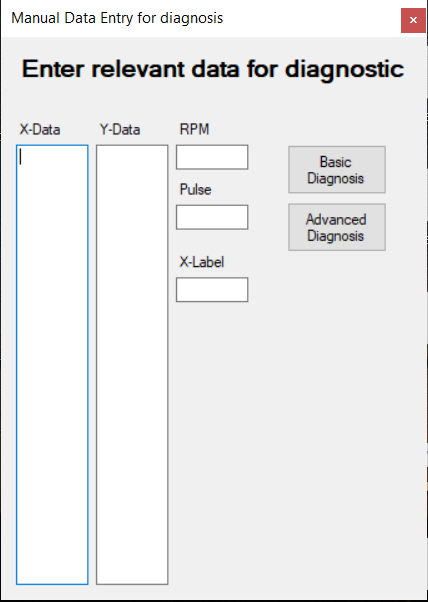 Manual Data Entry for diagnosis
Enter relevant data for diagnostic
X-Data
Y-Data
RPM
Pulse
X-Label
Basic
Diagnosis
Advanced
Diagnosis